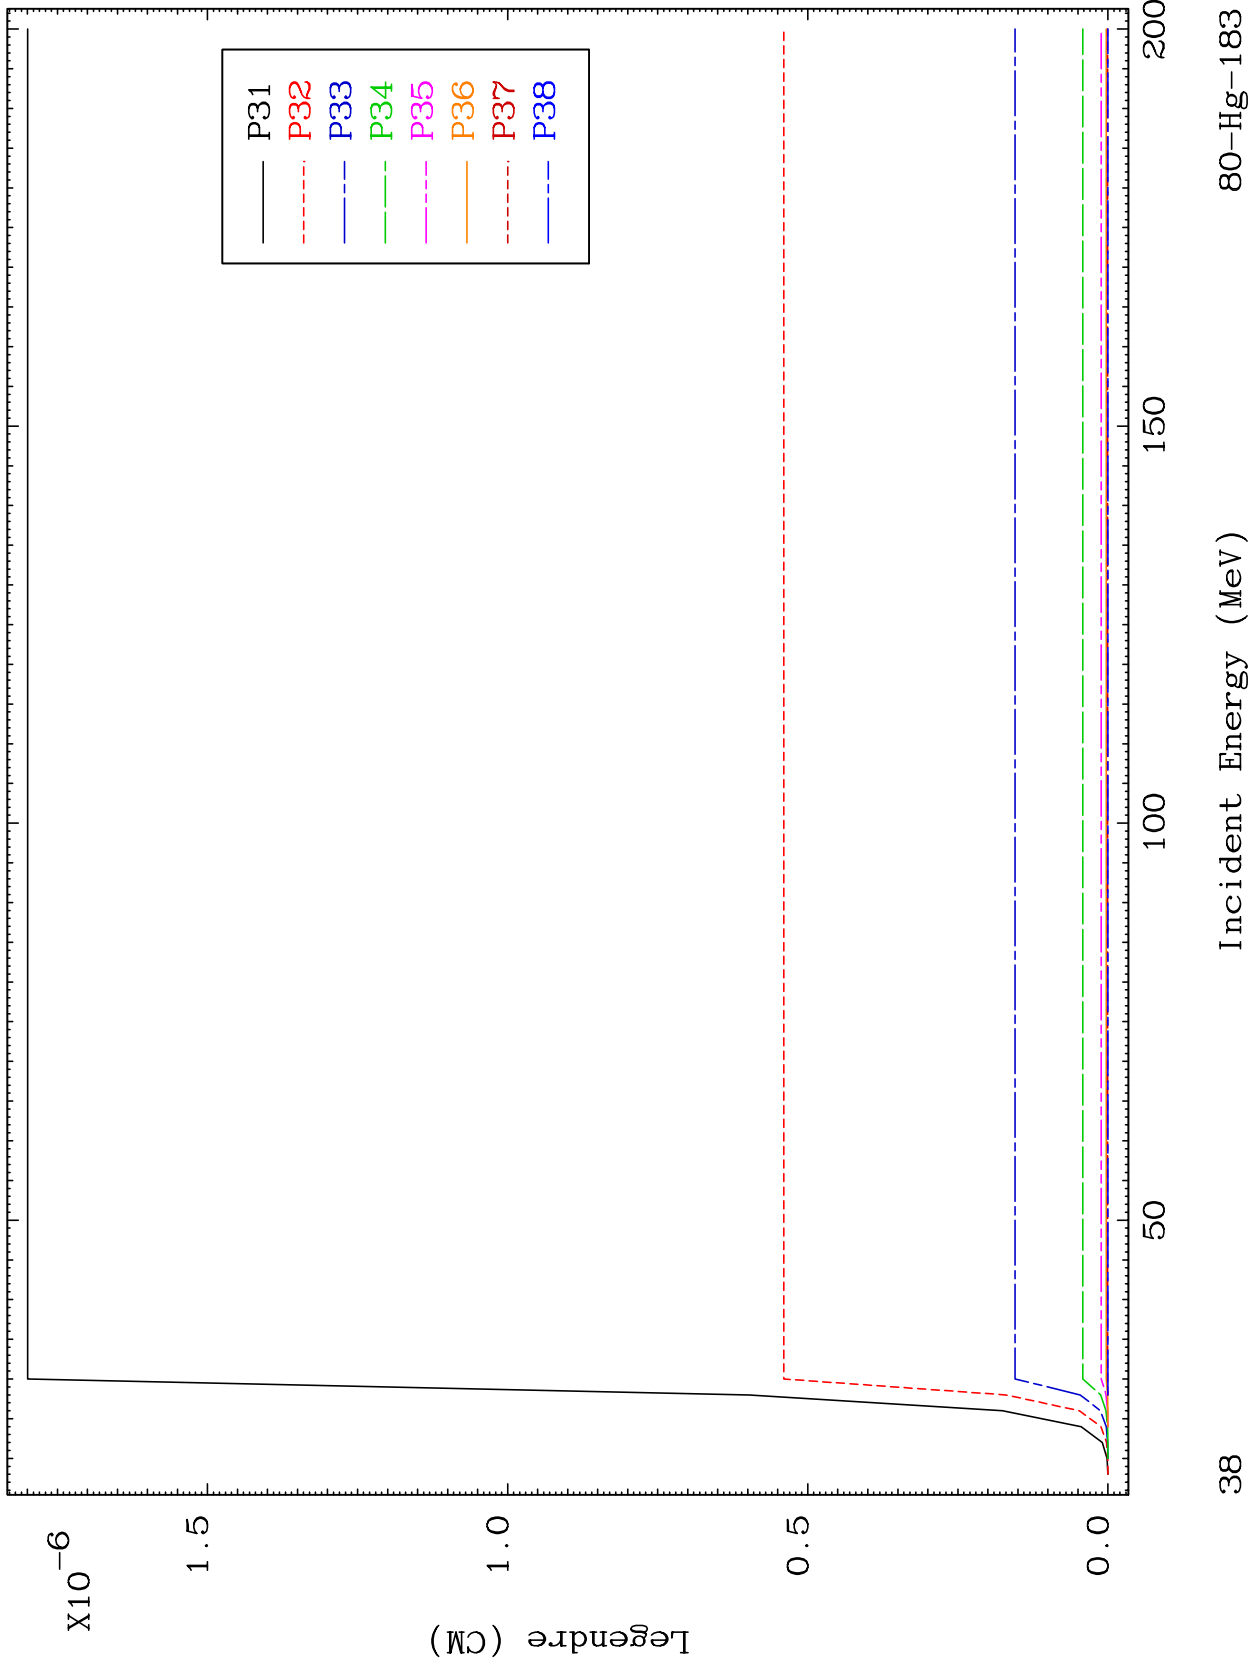 X10-6
1.5
1.0
0.5
0.0
Legendre (CM)
P31
P32
P33
P34
P35
P36
P37
P38
50
100
150
200
Incident Energy (MeV)
38
80-Hg-183